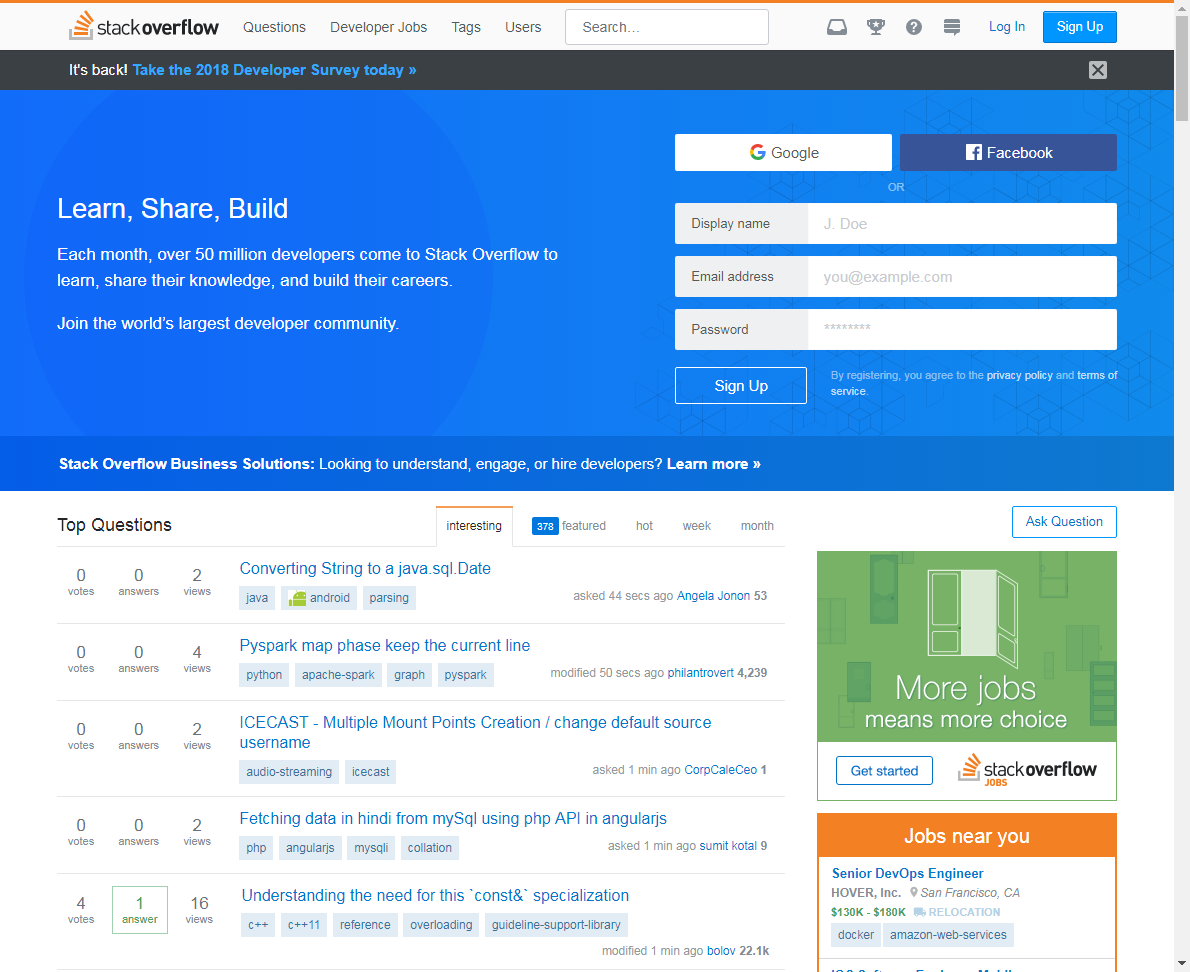 stackoverflow Questions Developer Jobs Tags Users Search... Log In Sign Up
It's back! Take the 2018 Developer Survey today »
Google Facebook
OR
Learn, Share, Build
Each month, over 50 million developers come to Stack Overflow to
learn, share their knowledge, and build their careers.
Join the world's largest developer community.
Display name J. Doe
Email address you@example.com
Password ********
Sign Up
By registering, you agree to the privacy policy and terms of
service.
Stack Overflow Business Solutions: Looking to understand, engage, or hire developers? Learn more »
Top Questions interesting 378 featured hot week month
0 votes 0 answers 2 views
Converting String to a java.sql.Date
java android parsing
asked 44 secs ago Angela Jonon 53
0 votes 0 answers 4 views
Pyspark map phase keep the current line
python apache-spark graph pyspark
modified 50 secs ago philantrovert 4,239
0 votes 0 answers 2 views
ICECAST - Multiple Mount Points Creation / change default source
username
audio-streaming icecast
asked 1 min ago CorpCaleCeo 1
0 votes 0 answers 2 views
Fetching data in hindi from mySql using php API in angularjs
php angularjs mysqli collation
asked 1 min ago sumit kotal 9
4 votes 1 answer 16 views
Understanding the need for this `const&` specialization
c++ c++11 reference overloading guideline-support-library
modified 1 min ago bolov 22.1k
Ask Question
More jobs
means more choice
Get started stackoverflow
JOBS
Jobs near you
Senior DevOps Engineer
HOVER, Inc. San Francisco, CA
$130K - $180K RELOCATION
docker amazon-web-services